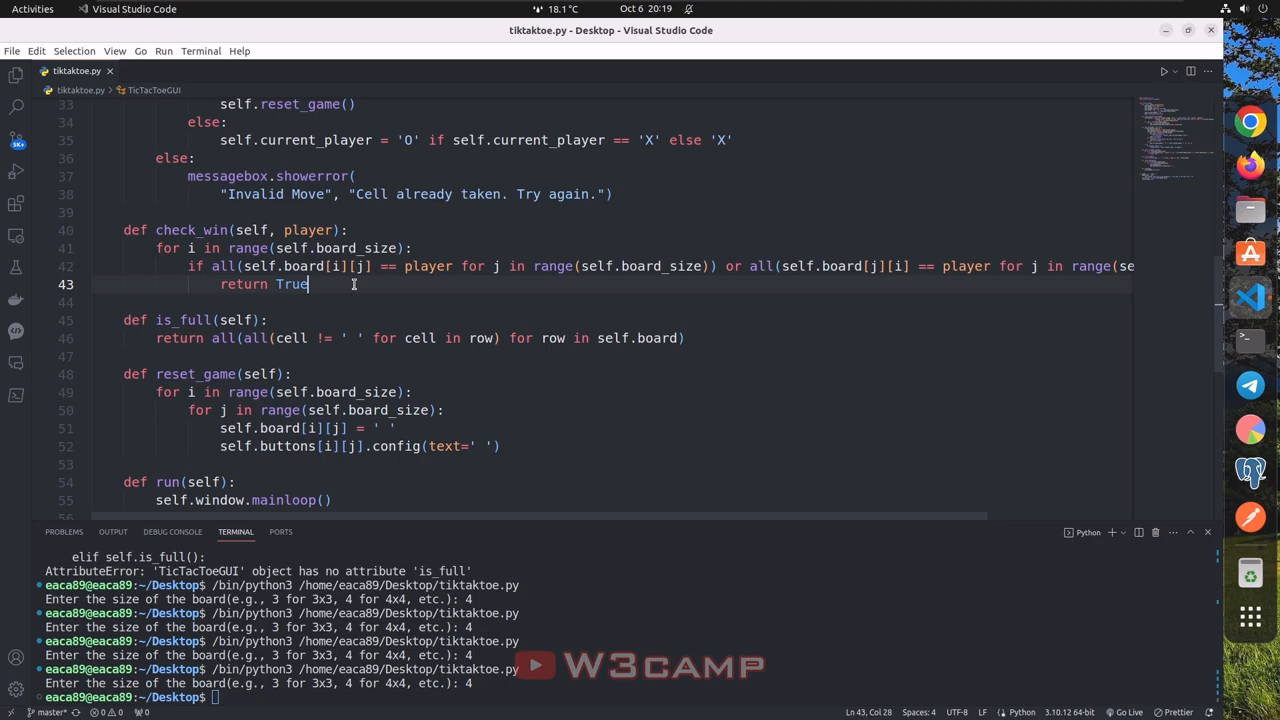 Activities
Visual Studio Code
18.1 °C
Oct 6 20:19
tiktaktoe.py - Desktop - Visual Studio Code
File Edit Selection View Go Run Terminal Help
tiktaktoe.py
tiktaktoe.py > TicTacToeGUI
33 self.reset_game()
34 else:
35 self.current_player = 'O' if self.current_player == 'X' else 'X'
36 else:
37 messagebox.showerror(
38 "Invalid Move", "Cell already taken. Try again.")
39
40 def check_win(self, player):
41 for i in range(self.board_size):
42 if all(self.board[i][j] == player for j in range(self.board_size)) or all(self.board[j][i] == player for j in range(se
43 return True
44
45 def is_full(self):
46 return all(all(cell != ' ' for cell in row) for row in self.board)
47
48 def reset_game(self):
49 for i in range(self.board_size):
50 for j in range(self.board_size):
51 self.board[i][j] = ' '
52 self.buttons[i][j].config(text=' ')
53
54 def run(self):
55 self.window.mainloop()
56
PROBLEMS OUTPUT DEBUG CONSOLE TERMINAL PORTS
Python
elif self.is_full():
AttributeError: 'TicTacToeGUI' object has no attribute 'is_full'
eaca89@eaca89:~/Desktop$ /bin/python3 /home/eaca89/Desktop/tiktaktoe.py
Enter the size of the board(e.g., 3 for 3x3, 4 for 4x4, etc.): 4
eaca89@eaca89:~/Desktop$ /bin/python3 /home/eaca89/Desktop/tiktaktoe.py
Enter the size of the board(e.g., 3 for 3x3, 4 for 4x4, etc.): 4
eaca89@eaca89:~/Desktop$ /bin/python3 /home/eaca89/Desktop/tiktaktoe.py
Enter the size of the board(e.g., 3 for 3x3, 4 for 4x4, etc.): 4
eaca89@eaca89:~/Desktop$ /bin/python3 /home/eaca89/Desktop/tiktaktoe.py
Enter the size of the board(e.g., 3 for 3x3, 4 for 4x4, etc.): 4
eaca89@eaca89:~/Desktop$
W3CAMP
master* 0 0 0 Ln 43, Col 28 Spaces: 4 UTF-8 LF Python 3.10.12 64-bit Go Live Prettier